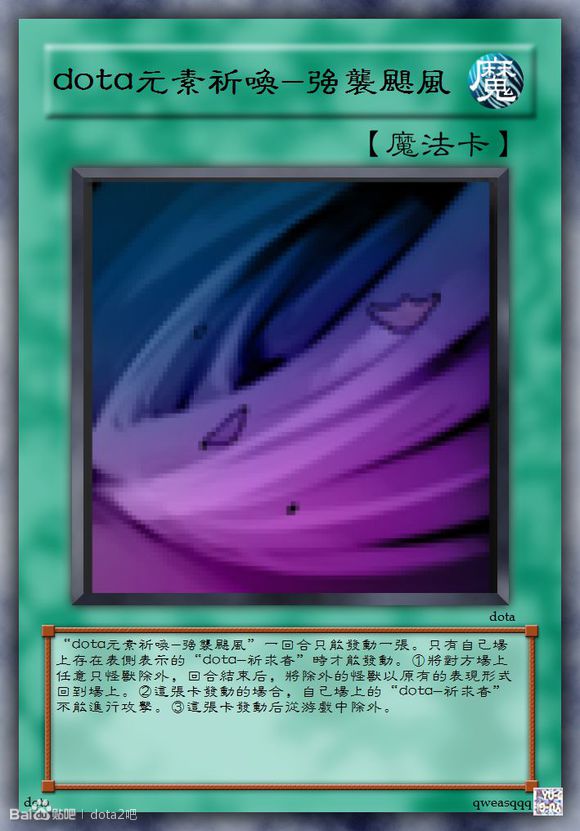 dota元素祈喚-強襲颶風
魔
【魔法卡】
dota
“dota元素祈喚-強襲颶風”一回合只能發動一張。只有自己場
上存在表側表示的“dota-祈求者”時才能發動。①將對方場上
任意只怪獸除外，回合結束后，將除外的怪獸以原有的表現形式
回到場上。②這張卡發動的場合，自己場上的“dota-祈求者”
不能進行攻擊。③這張卡發動后從游戲中除外。
dota
qweasqqq
Bai贴吧 | dota2吧